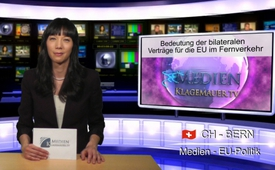 Bedeutung der bilateralen
Verträge für die EU im Fernverkehr
MEDIEN
KLAGEMAUER.TV
CH - BERN
Medien - EU-Politik